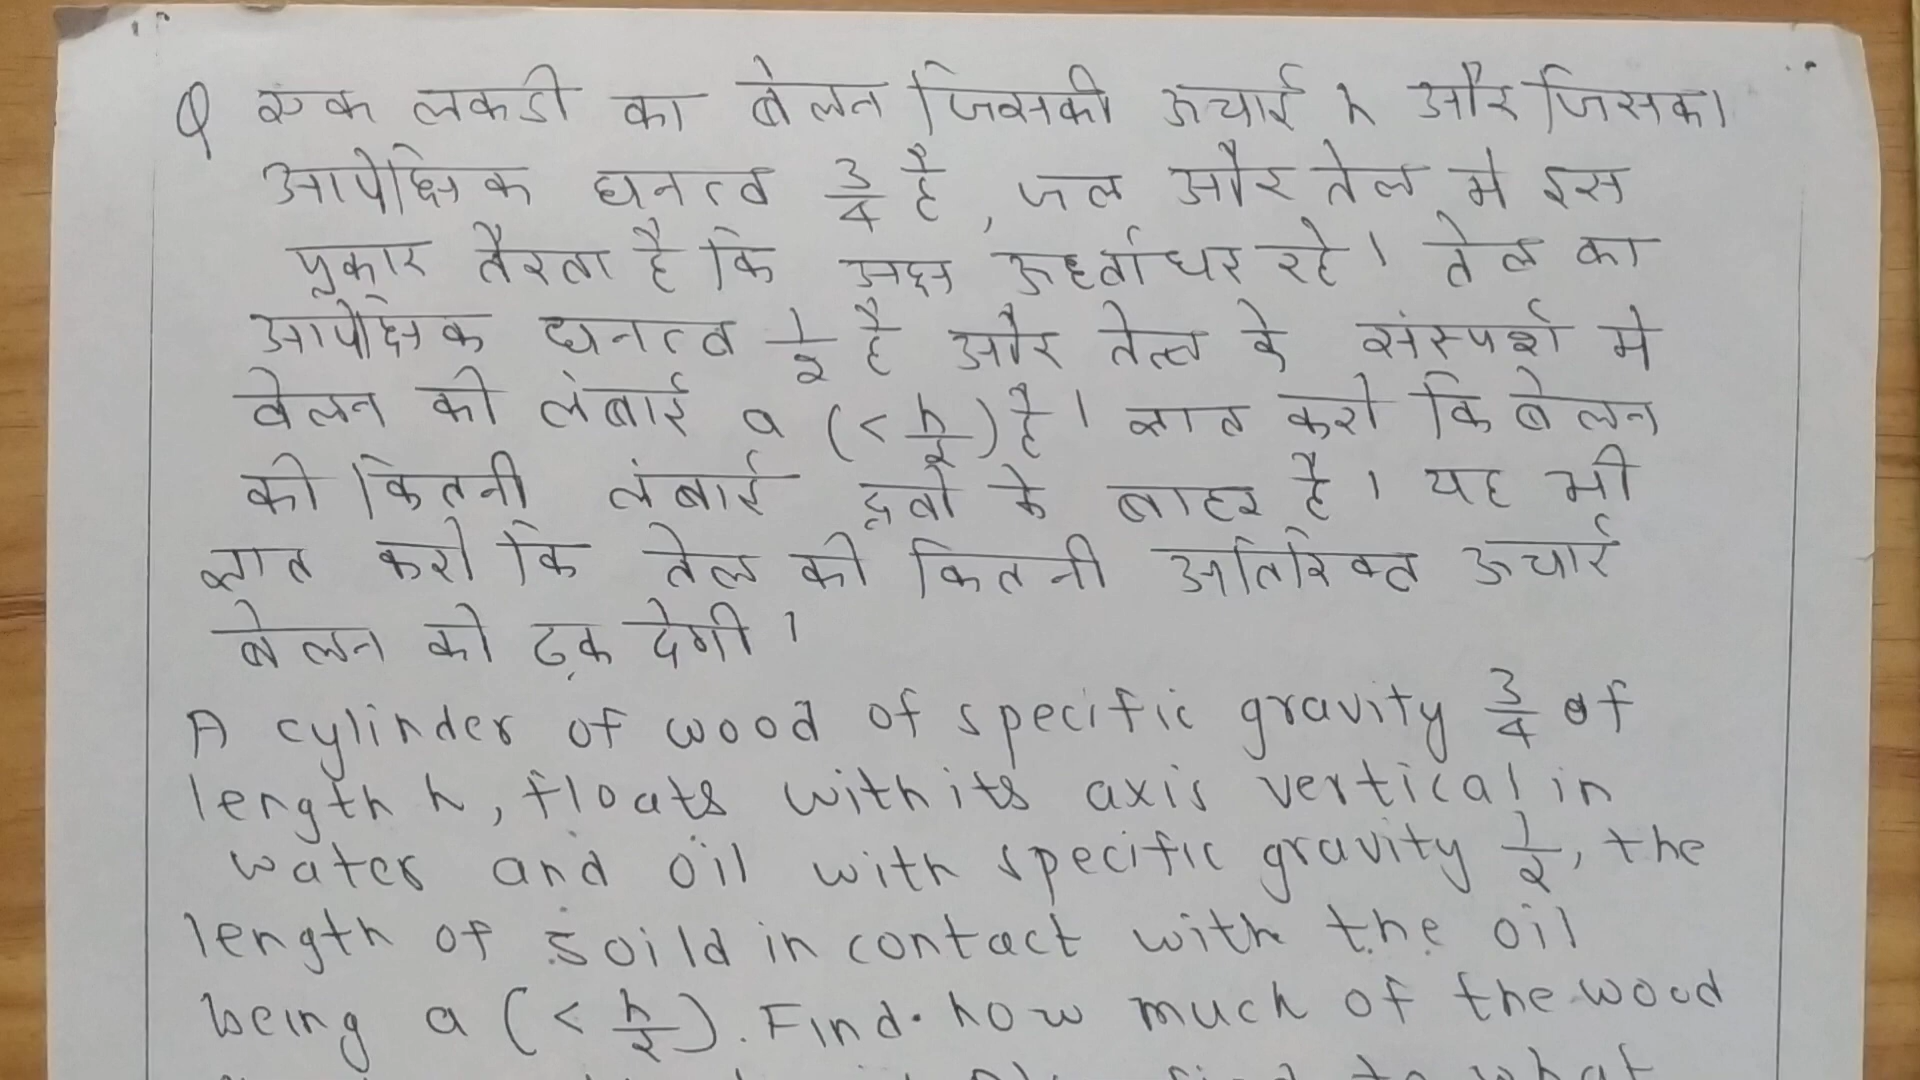 Q एक लकडी का बेलन जिसकी ऊचाई h और जिसका
आपेक्षिक घनत्व 3/4 है, जल और तेल मे इस
प्रकार तैरता है कि अक्ष ऊर्ध्वाधर रहे। तेल का
आपेक्षिक घनत्व 1/2 है और तेल के संस्पर्श मे
बेलन की लंबाई a (< h/2) है। ज्ञात करो कि बेलन
की कितनी लंबाई द्रवो के बाहर है। यह भी
ज्ञात करो कि तेल की कितनी अतिरिक्त ऊचाई
बेलन को ढ़क देगी।
A cylinder of wood of specific gravity 3/4 of
length h, floats with its axis vertical in
water and oil with specific gravity 1/2, the
length of soild in contact with the oil
being a (< h/2). Find how much of the wood
what